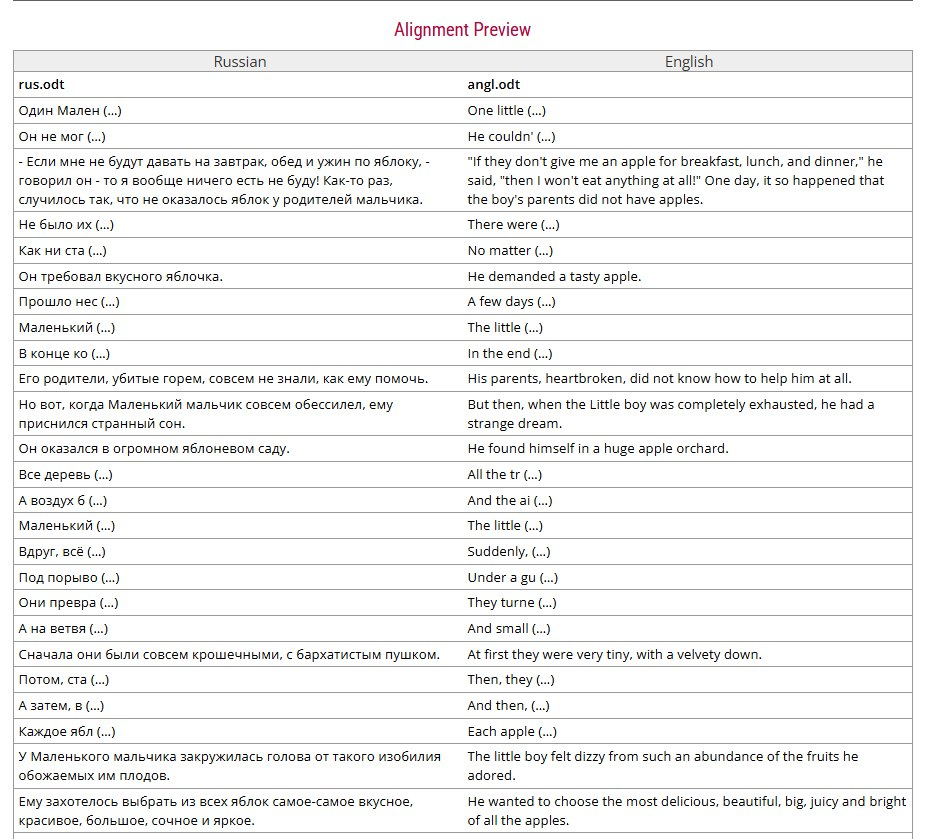 Alignment Preview
Russian English
rus.odt angl.odt
Один Мален (...) One little (...)
Он не мог (...) He couldn' (...)
- Если мне не будут давать на завтрак, обед и ужин по яблоку, - "If they don't give me an apple for breakfast, lunch, and dinner," he
говорил он - то я вообще ничего есть не буду! Как-то раз, said, "then I won't eat anything at all!" One day, it so happened that
случилось так, что не оказалось яблок у родителей мальчика. the boy's parents did not have apples.
Не было их (...) There were (...)
Как ни ста (...) No matter (...)
Он требовал вкусного яблочка. He demanded a tasty apple.
Прошло нес (...) A few days (...)
Маленький (...) The little (...)
В конце ко (...) In the end (...)
Его родители, убитые горем, совсем не знали, как ему помочь. His parents, heartbroken, did not know how to help him at all.
Но вот, когда Маленький мальчик совсем обессилел, ему But then, when the Little boy was completely exhausted, he had a
приснился странный сон. strange dream.
Он оказался в огромном яблоневом саду. He found himself in a huge apple orchard.
Все деревь (...) All the tr (...)
А воздух б (...) And the ai (...)
Маленький (...) The little (...)
Вдруг, всё (...) Suddenly, (...)
Под порыво (...) Under a gu (...)
Они превра (...) They turne (...)
А на ветвя (...) And small (...)
Сначала они были совсем крошечными, с бархатистым пушком. At first they were very tiny, with a velvety down.
Потом, ста (...) Then, they (...)
А затем, в (...) And then, (...)
Каждое ябл (...) Each apple (...)
У Маленького мальчика закружилась голова от такого изобилия The little boy felt dizzy from such an abundance of the fruits he
обожаемых им плодов. adored.
Ему захотелось выбрать из всех яблок самое-самое вкусное, He wanted to choose the most delicious, beautiful, big, juicy and bright
красивое, большое, сочное и яркое. of all the apples.